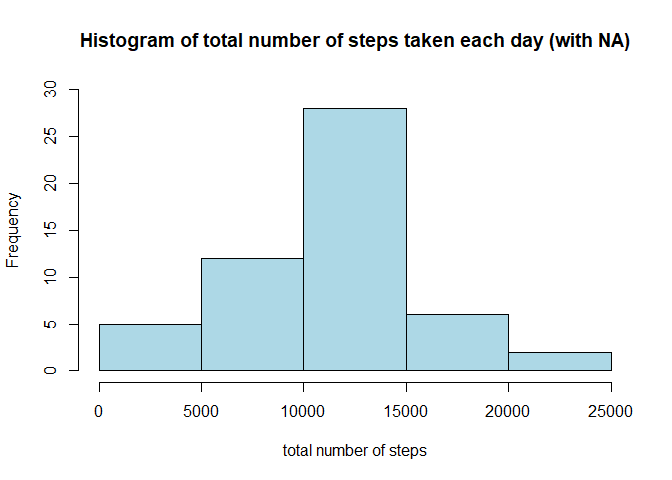 Histogram of total number of steps taken each day (with NA)
30
25
20
15
10
5
0
Frequency
0 5000 10000 15000 20000 25000
total number of steps